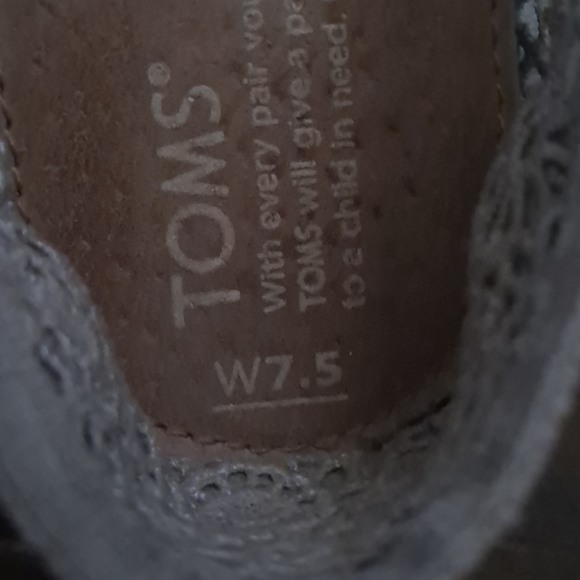 TOMS®
With every pair
TOMS will give a
to a child in need.
W7.5